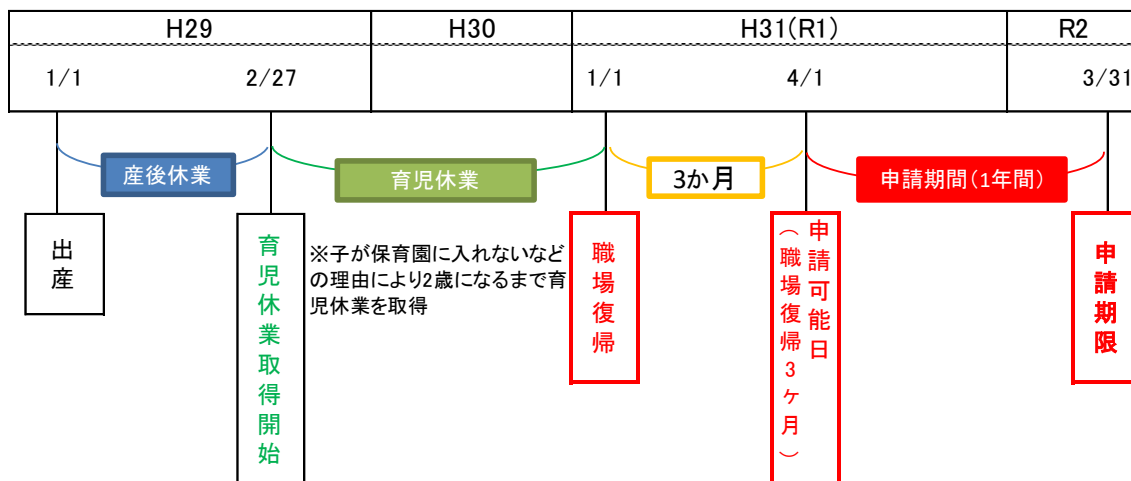 H29
H30
H31(R1)
R2
1/1
2/27
1/1
4/1
3/31
産後休業
育児休業
3か月
申請期間(1年間)
出産
育児休業取得開始
※子が保育園に入れないなど
の理由により2歳になるまで育
児休業を取得
職場復帰
申請可能日
(職場復帰3ヶ月)
申請期限